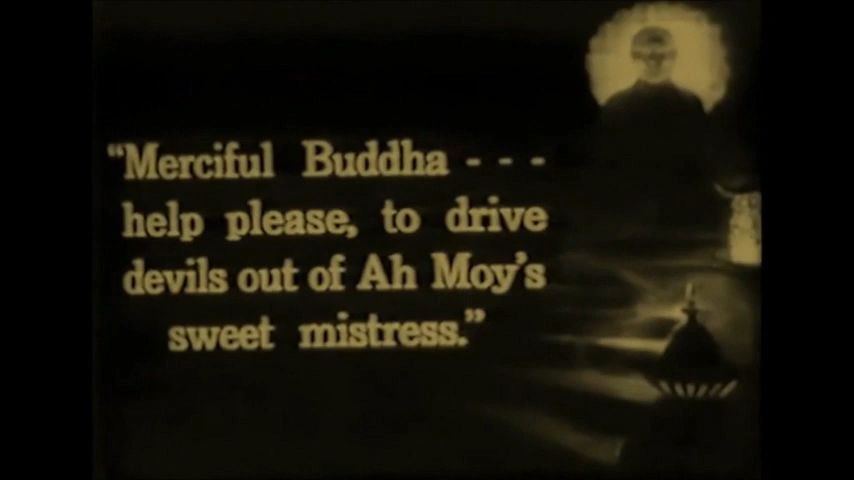 “Merciful Buddha - - -
help please, to drive
devils out of Ah Moy’s
sweet mistress.”